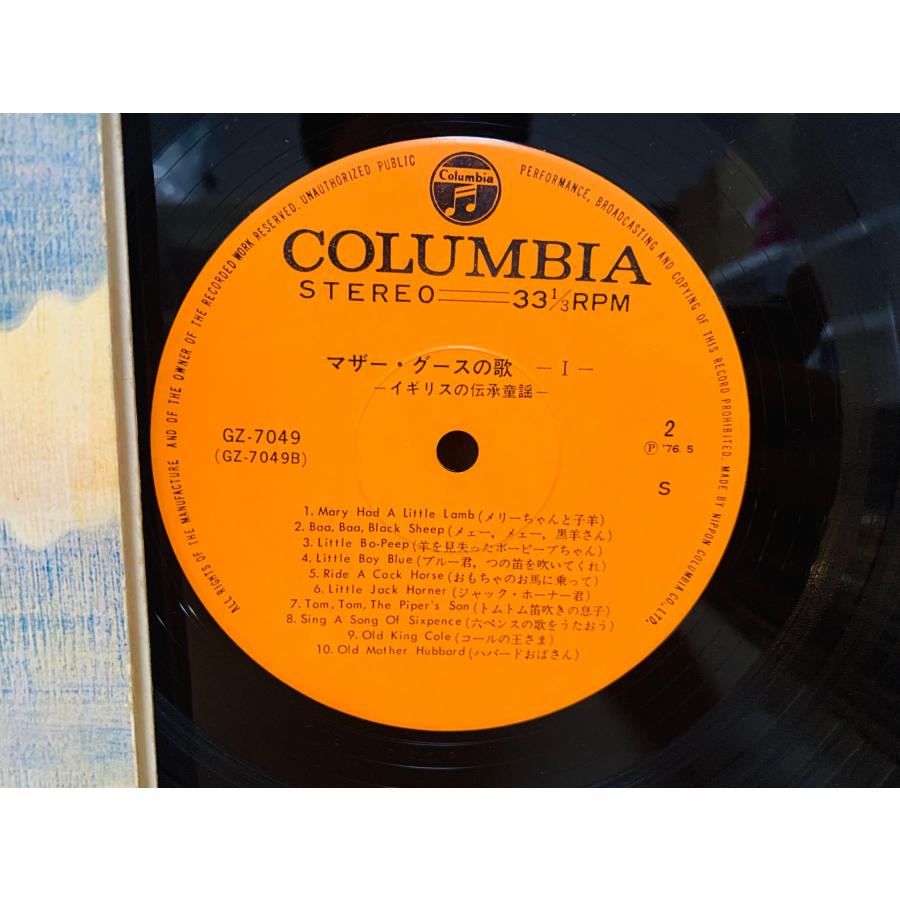 ALL RIGHTS OF THE MANUFACTURE AND OF THE OWNER OF THE RECORDED WORK RESERVED. UNAUTHORIZED PUBLIC PERFORMANCE, BROADCASTING AND COPYING OF THIS RECORD PROHIBITED. MADE BY NIPPON COLUMBIA CO., LTD.
Columbia
COLUMBIA
STEREO 33 1/3 RPM
マザー・グースの歌 —I—
—イギリスの伝承童謡—
GZ-7049
(GZ-7049B)
2
Ⓟ '76. 5
S
1. Mary Had A Little Lamb (メリーちゃんと子羊)
2. Baa, Baa, Black Sheep (メェー, メェー, 黒羊さん)
3. Little Bo-Peep (羊を見失ったボーピープちゃん)
4. Little Boy Blue (ブルー君, つの笛を吹いてくれ)
5. Ride A Cock Horse (おもちゃのお馬に乗って)
6. Little Jack Horner (ジャック・ホーナー君)
7. Tom, Tom, The Piper's Son (トムトム笛吹きの息子)
8. Sing A Song Of Sixpence (六ペンスの歌をうたおう)
9. Old King Cole (コールの王さま)
10. Old Mother Hubbard (ハバードおばさん)